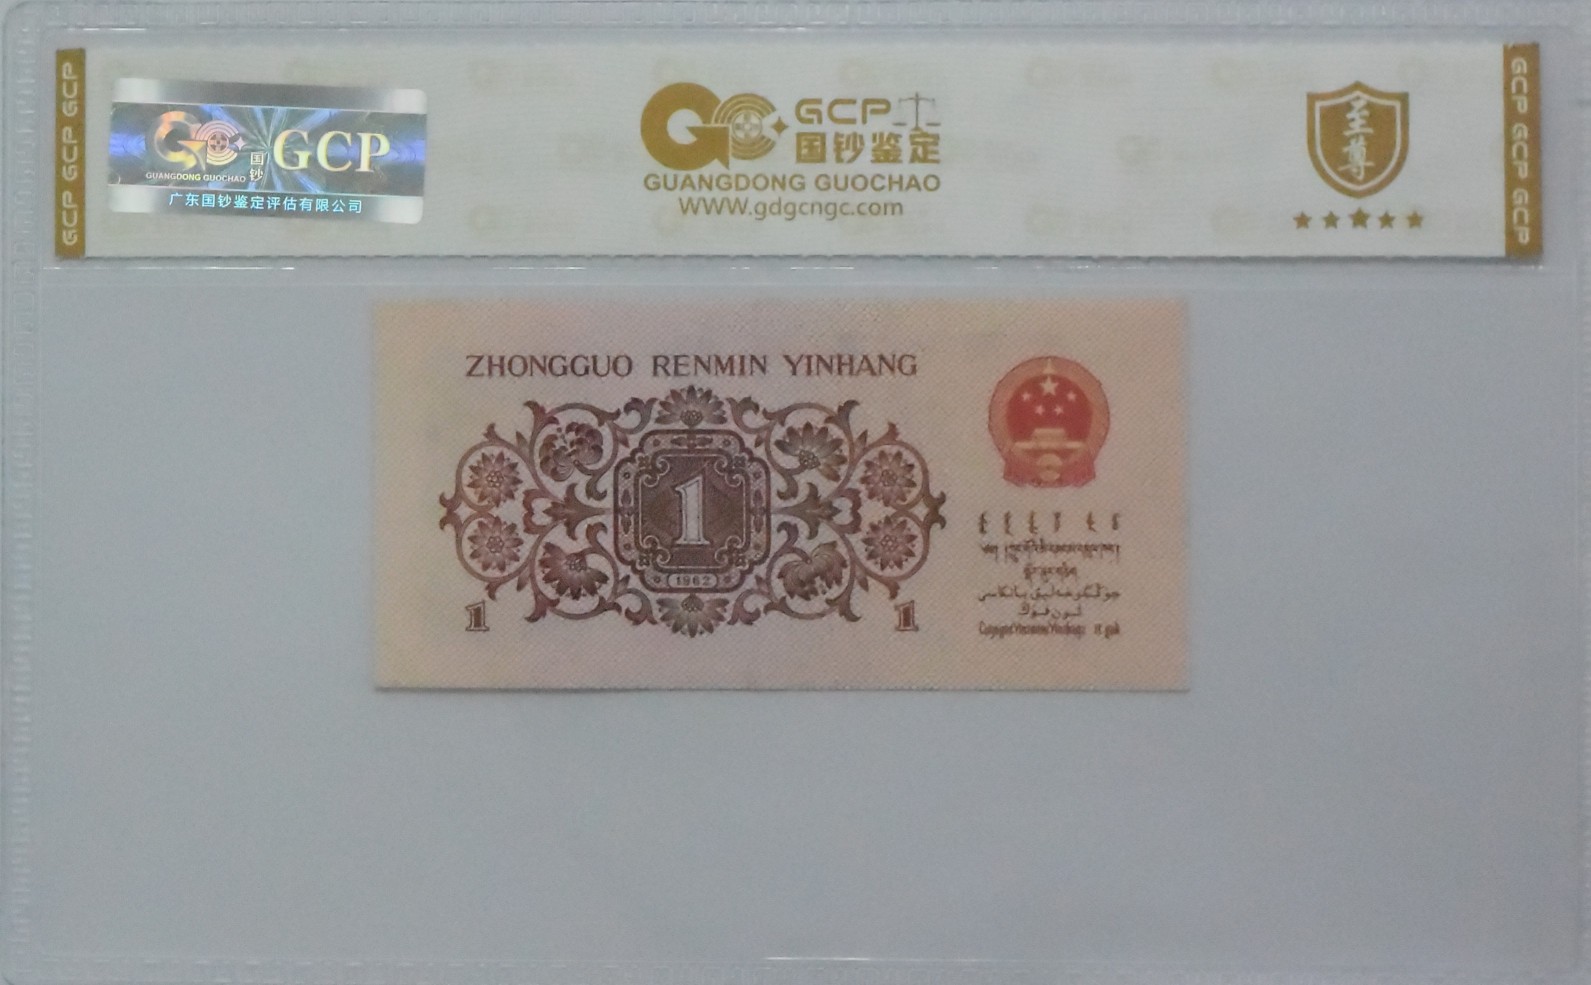 GCP GCP GCP
国钞 GCP
GUANGDONG GUOCHAO
广东国钞鉴定评估有限公司
GCP
国钞鉴定
GUANGDONG GUOCHAO
WWW.gdgcngc.com
至尊
GCP GCP GCP
ZHONGGUO RENMIN YINHANG
1
1962
1
1